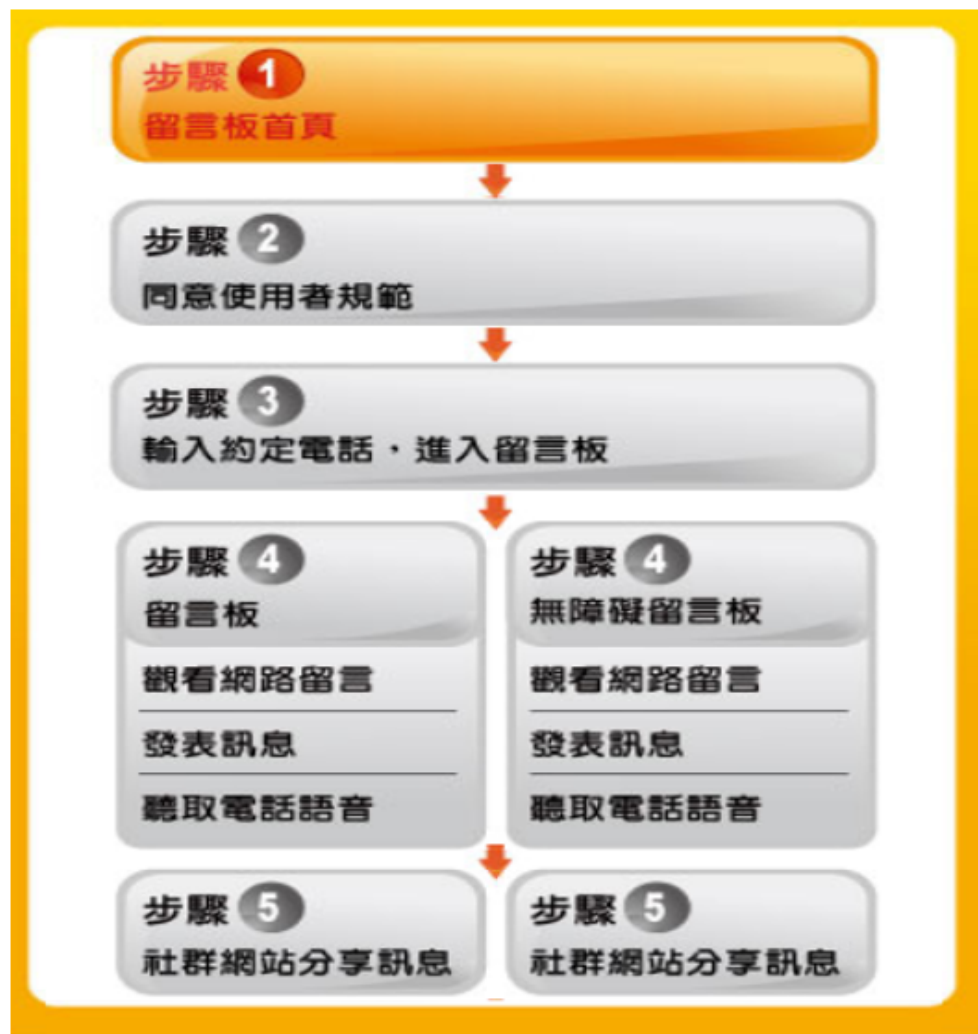 步驟 1
留言板首頁
步驟 2
同意使用者規範
步驟 3
輸入約定電話，進入留言板
步驟 4
留言板
觀看網路留言
發表訊息
聽取電話語音
步驟 4
無障礙留言板
觀看網路留言
發表訊息
聽取電話語音
步驟 5
社群網站分享訊息
步驟 5
社群網站分享訊息